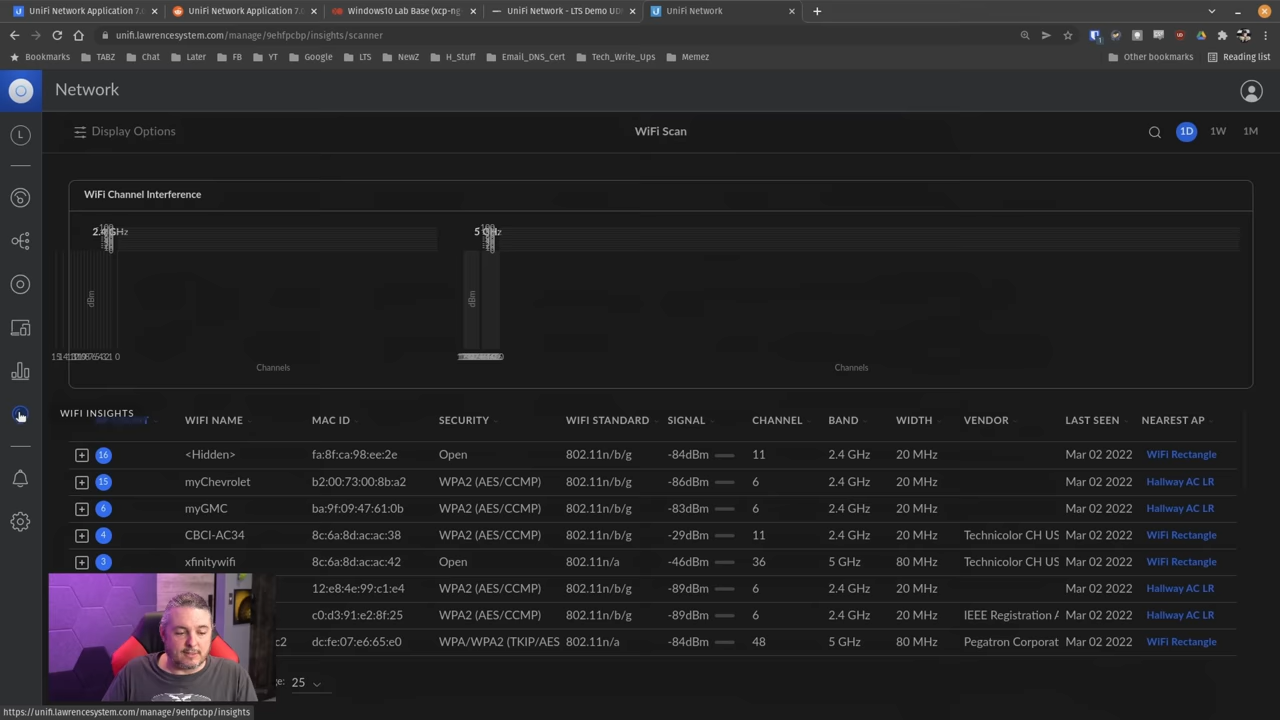 UniFi Network Application 7.
UniFi Network Application 7.
Windows10 Lab Base (xcp-ng
UniFi Network - LTS Demo UD
UniFi Network
unifi.lawrencesystem.com/manage/9ehfpcbp/insights/scanner
Bookmarks
TABZ
Chat
Later
FB
YT
Google
LTS
NewZ
H_Stuff
Email_DNS_Cert
Tech_Write_Ups
Memez
Other bookmarks
Reading list
Network
Display Options
WiFi Scan
1D
1W
1M
WiFi Channel Interference
2.4 GHz
5 GHz
dBm
dBm
Channels
Channels
WIFI INSIGHTS
WIFI NAME MAC ID SECURITY WIFI STANDARD SIGNAL CHANNEL BAND WIDTH VENDOR LAST SEEN NEAREST AP
16 <Hidden> fa:8f:ca:98:ee:2e Open 802.11n/b/g -84dBm 11 2.4 GHz 20 MHz Mar 02 2022 WiFi Rectangle
15 myChevrolet b2:00:73:00:8b:a2 WPA2 (AES/CCMP) 802.11n/b/g -86dBm 6 2.4 GHz 20 MHz Mar 02 2022 Hallway AC LR
6 myGMC ba:9f:09:47:61:0b WPA2 (AES/CCMP) 802.11n/b/g -83dBm 6 2.4 GHz 20 MHz Mar 02 2022 Hallway AC LR
4 CBCI-AC34 8c:6a:8d:ac:ac:38 WPA2 (AES/CCMP) 802.11n/b/g -29dBm 11 2.4 GHz 20 MHz Technicolor CH US Mar 02 2022 WiFi Rectangle
3 xfinitywifi 8c:6a:8d:ac:ac:42 Open 802.11n/a -46dBm 36 5 GHz 80 MHz Technicolor CH US Mar 02 2022 WiFi Rectangle
12:e8:4e:99:c1:e4 WPA2 (AES/CCMP) 802.11n/b/g -89dBm 6 2.4 GHz 20 MHz Mar 02 2022 Hallway AC LR
c0:d3:91:e2:8f:25 WPA2 (AES/CCMP) 802.11n/b/g -89dBm 6 2.4 GHz 20 MHz IEEE Registration A Mar 02 2022 Hallway AC LR
c2 dc:fe:07:e6:65:e0 WPA/WPA2 (TKIP/AES 802.11n/a -84dBm 48 5 GHz 80 MHz Pegatron Corporat Mar 02 2022 WiFi Rectangle
25
https://unifi.lawrencesystem.com/manage/9ehfpcbp/insights